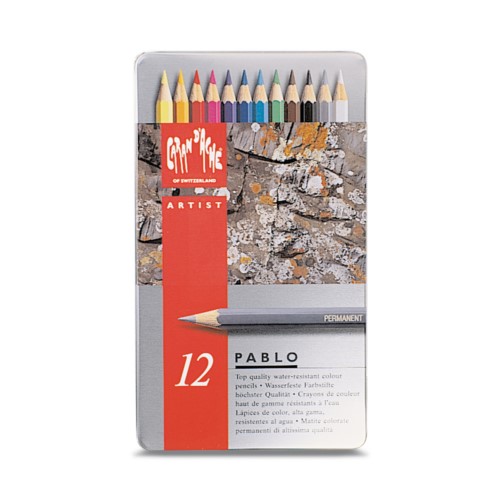 CARAN D'ACHE
OF SWITZERLAND
ARTIST
PERMANENT
12
PABLO
Top quality water-resistant colour
pencils • Wasserfeste Farbstifte
höchster Qualität • Crayons de couleur
haut de gamme résistants à l'eau
Lápices de color, alta gama,
resistentes al agua • Matite colorate
permanenti di altissima qualità